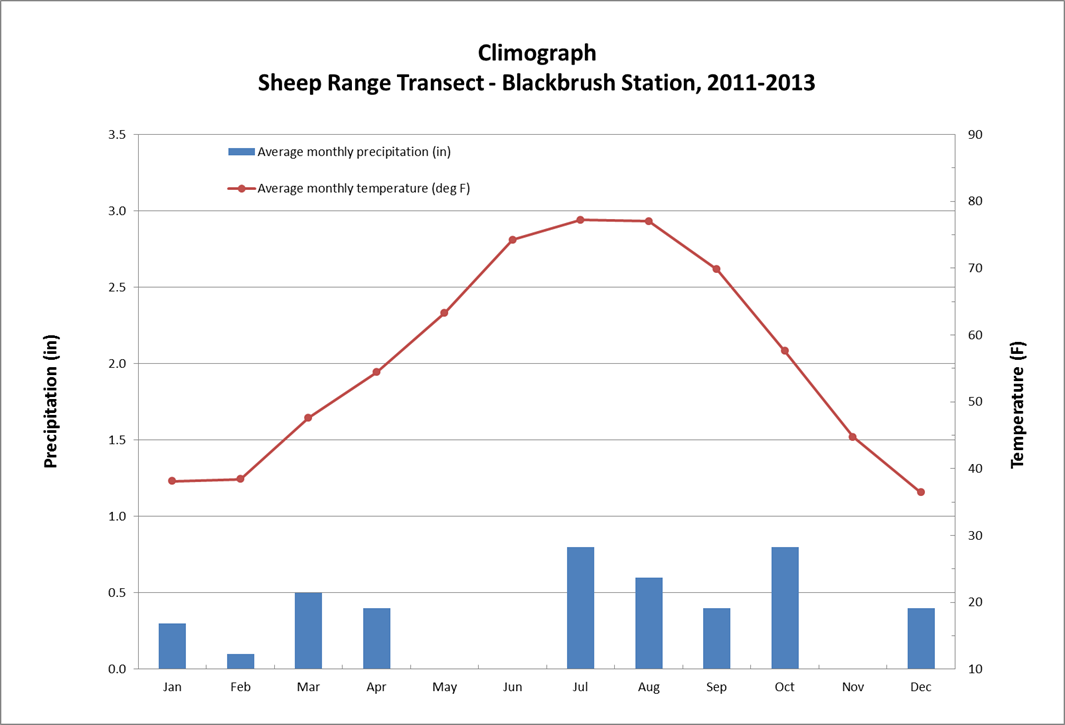 Climograph
Sheep Range Transect - Blackbrush Station, 2011-2013
Average monthly precipitation (in)
Average monthly temperature (deg F)
Precipitation (in)
3.5
3.0
2.5
2.0
1.5
1.0
0.5
0.0
90
80
70
60
50
40
30
20
10
Temperature (F)
Jan Feb Mar Apr May Jun Jul Aug Sep Oct Nov Dec